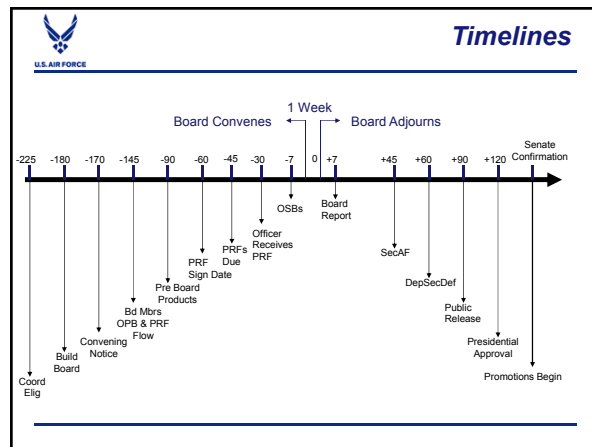 Timelines
U.S. AIR FORCE
1 Week
Board Convenes
Board Adjourns
Senate
Confirmation
-225
-180
-170
-145
-90
-60
-45
-30
-7
0
+7
+45
+60
+90
+120
OSBs
Board
Report
Officer
Receives
PRF
PRFs
Due
PRF
Sign Date
Pre Board
Products
Bd Mbrs
OPB & PRF
Flow
Convening
Notice
Build
Board
Coord
Elig
SecAF
DepSecDef
Public
Release
Presidential
Approval
Promotions Begin